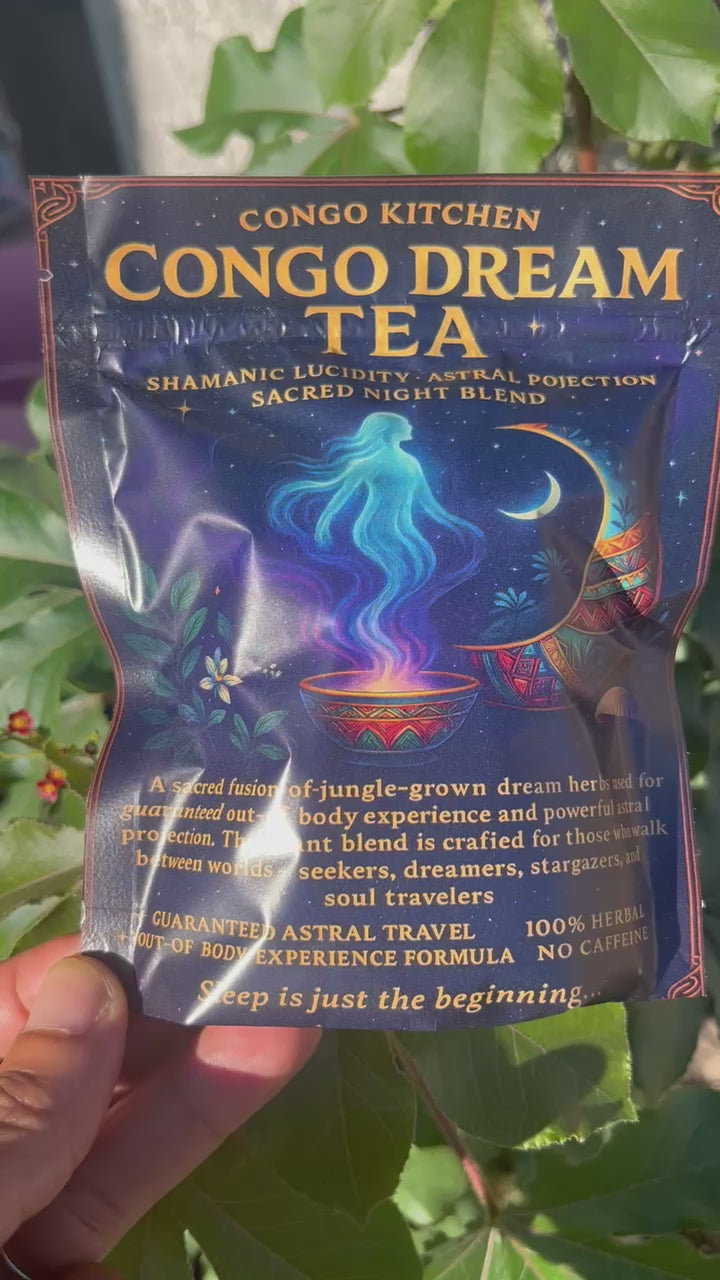 CONGO KITCHEN
CONGO DREAM
TEA
SHAMANIC LUCIDITY · ASTRAL POJECTION
SACRED NIGHT BLEND
A sacred fusion of-jungle-grown dream herbs used for
guaranteed out- body experience and powerful astral
projection. Th ant blend is crafied for those who walk
between worlds seekers, dreamers, stargazers, and
soul travelers
GUARANTEED ASTRAL TRAVEL
OUT-OF BODY EXPERIENCE FORMULA
100% HERBAL
NO CAFFEINE
Sleep is just the beginning...